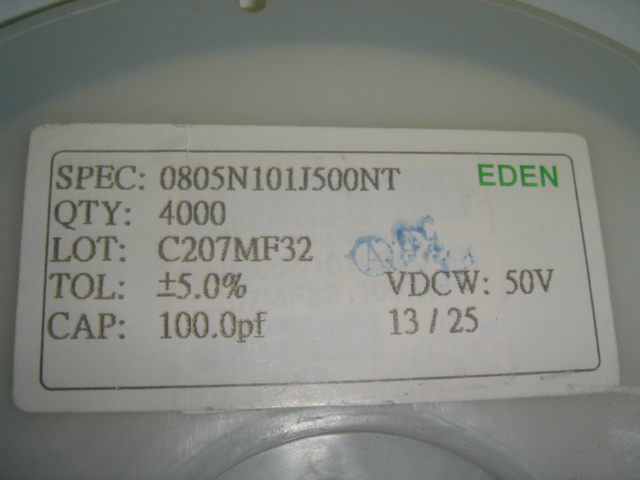 SPEC: 0805N101J500NT EDEN
QTY: 4000
LOT: C207MF32
TOL: ±5.0% VDCW: 50V
CAP: 100.0pf 13 / 25